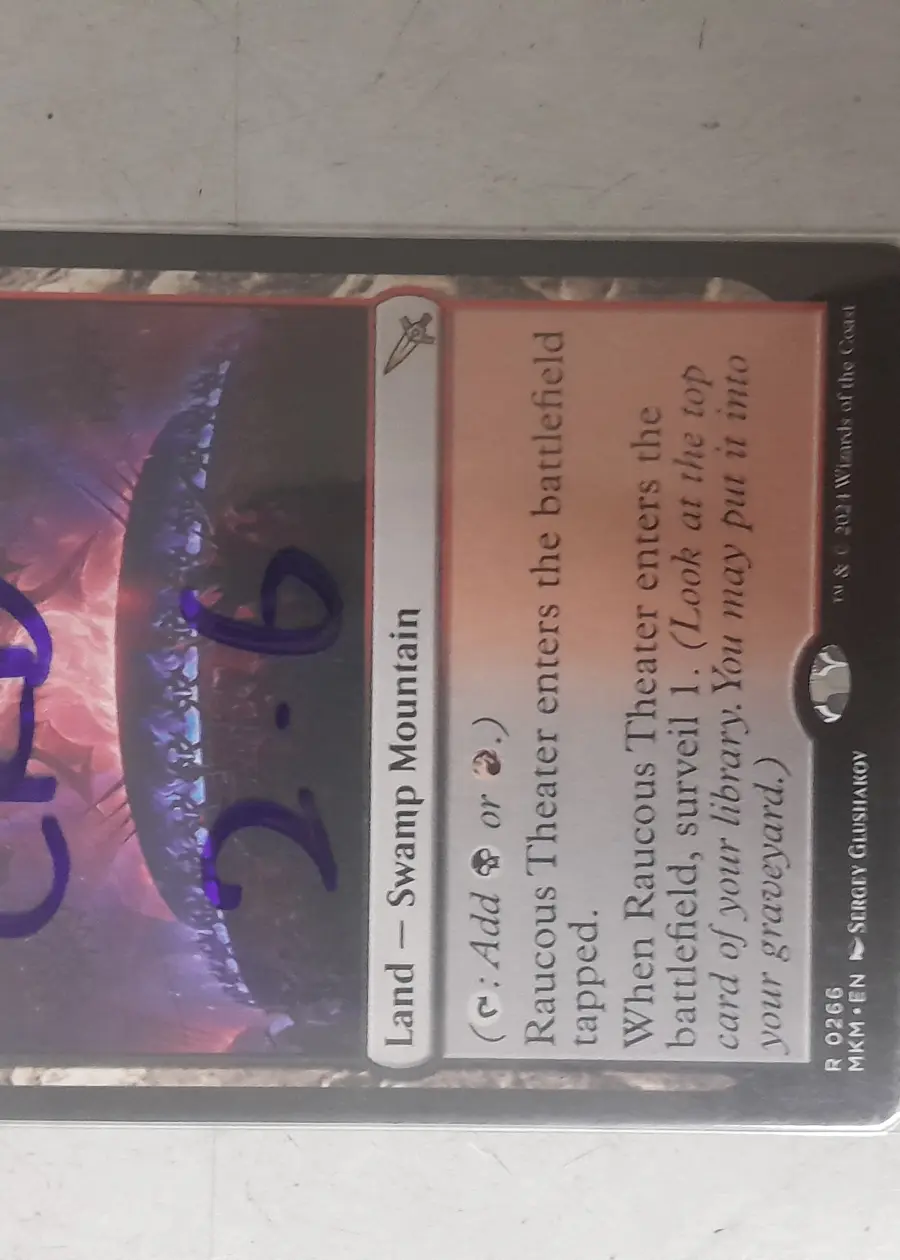 Land — Swamp Mountain
(: Add or .)
Raucous Theater enters the battlefield
tapped.
When Raucous Theater enters the
battlefield, surveil 1. (Look at the top
card of your library. You may put it into
your graveyard.)
R 0266
MKM • EN SERGEY GLUSHAKOV
™ & © 2024 Wizards of the Coast